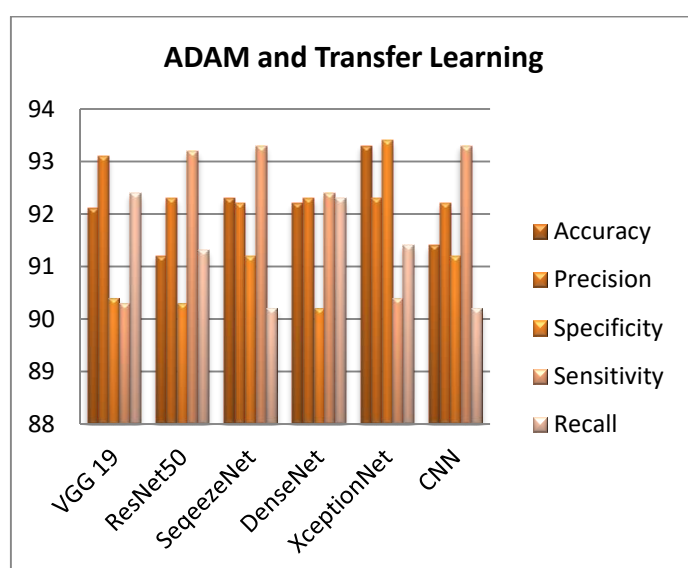 ADAM and Transfer Learning
94
93
92
91
90
89
88
VGG 19
ResNet50
SeqeezeNet
DenseNet
XceptionNet
CNN
Accuracy
Precision
Specificity
Sensitivity
Recall